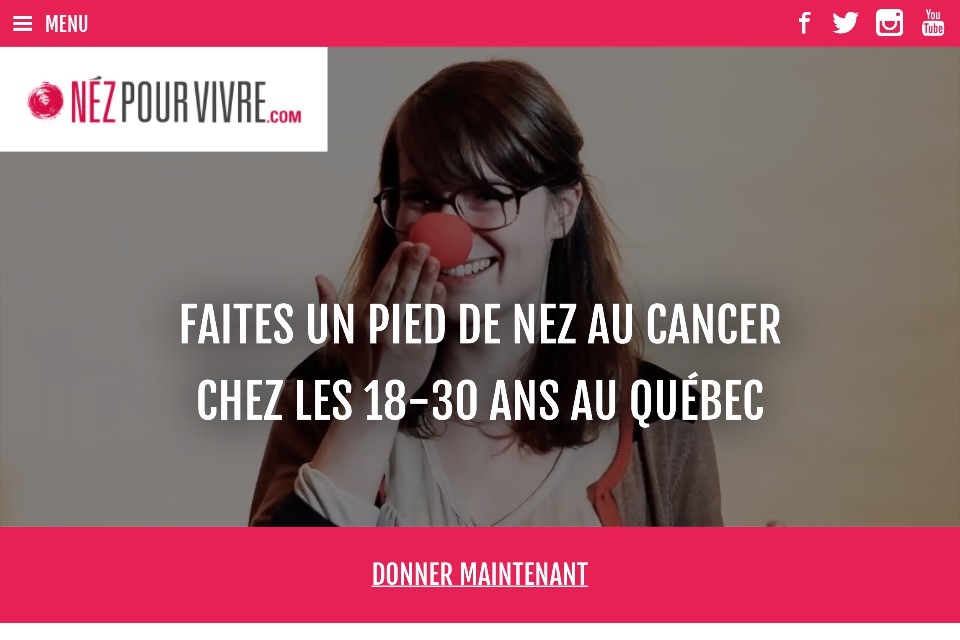 MENU
You
Tube
NÉZ POUR VIVRE.COM
FAITES UN PIED DE NEZ AU CANCER
CHEZ LES 18-30 ANS AU QUÉBEC
DONNER MAINTENANT